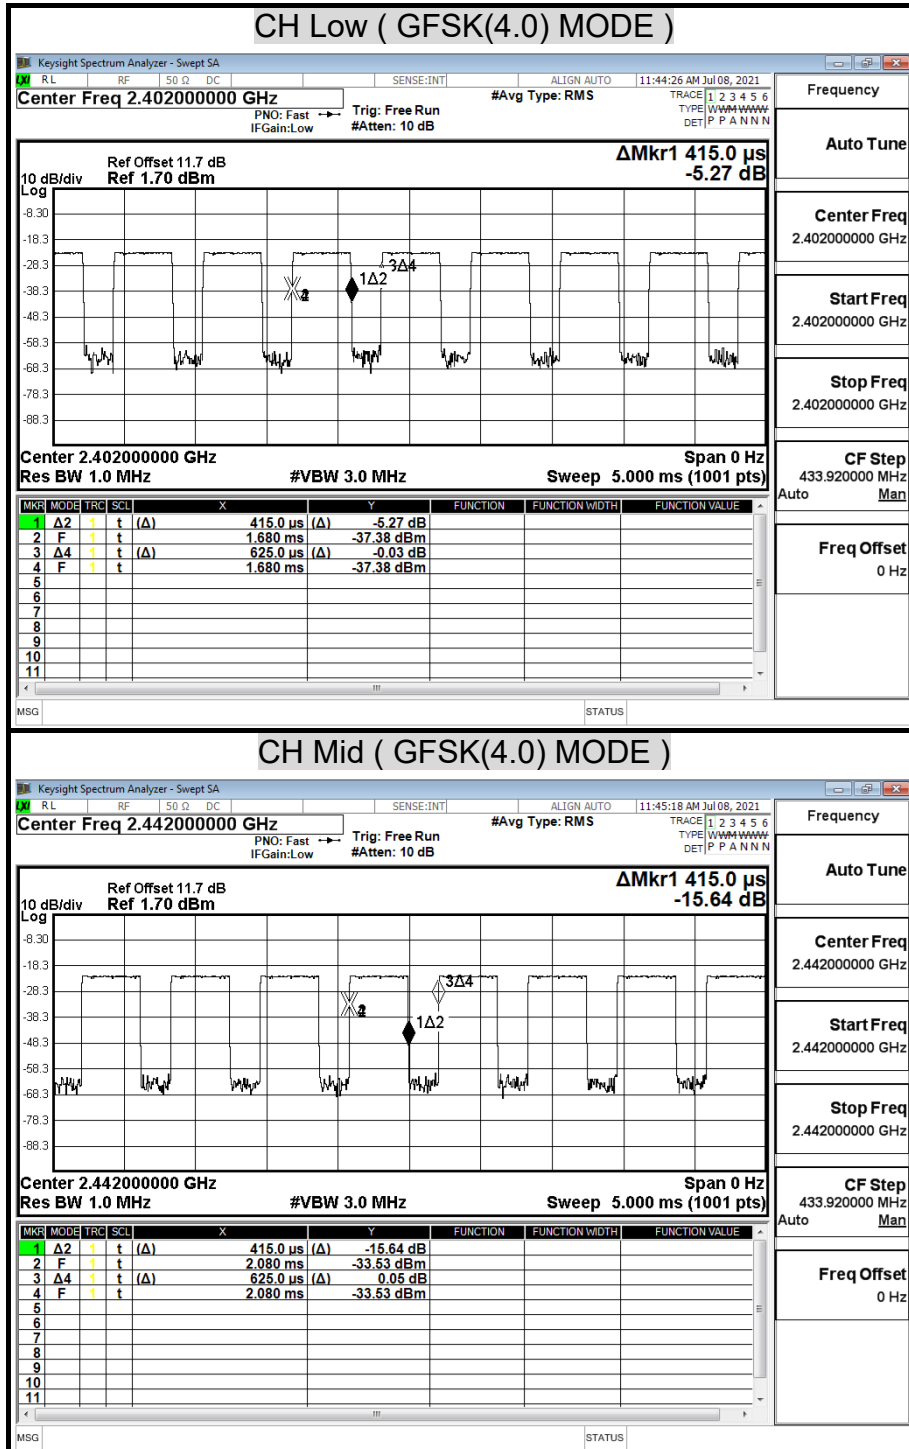 CH Low ( GFSK(4.0) MODE )
Keysight Spectrum Analyzer - Swept SA
LXI RL RF 50 Ω DC SENSE:INT ALIGN AUTO 11:44:26 AM Jul 08, 2021
Center Freq 2.402000000 GHz
PNO: Fast
IFGain:Low
Trig: Free Run
#Atten: 10 dB
#Avg Type: RMS
TRACE 1 2 3 4 5 6
TYPE WWMWWWW
DET P P A N N N
Frequency
Auto Tune
Center Freq
2.402000000 GHz
Start Freq
2.402000000 GHz
Stop Freq
2.402000000 GHz
CF Step
433.920000 MHz
Auto Man
Freq Offset
0 Hz
ΔMkr1 415.0 µs
-5.27 dB
Ref Offset 11.7 dB
10 dB/div Ref 1.70 dBm
Log
-8.30
-18.3
-28.3
-38.3
-48.3
-58.3
-68.3
-78.3
-88.3
3Δ4
1Δ2
Center 2.402000000 GHz Span 0 Hz
Res BW 1.0 MHz #VBW 3.0 MHz Sweep 5.000 ms (1001 pts)
MKR MODE TRC SCL X Y FUNCTION FUNCTION WIDTH FUNCTION VALUE
1 Δ2 1 t (Δ) 415.0 µs (Δ) -5.27 dB
2 F 1 t 1.680 ms -37.38 dBm
3 Δ4 1 t (Δ) 625.0 µs (Δ) -0.03 dB
4 F 1 t 1.680 ms -37.38 dBm
5
6
7
8
9
10
11
MSG STATUS
CH Mid ( GFSK(4.0) MODE )
Keysight Spectrum Analyzer - Swept SA
LXI RL RF 50 Ω DC SENSE:INT ALIGN AUTO 11:45:18 AM Jul 08, 2021
Center Freq 2.442000000 GHz
PNO: Fast
IFGain:Low
Trig: Free Run
#Atten: 10 dB
#Avg Type: RMS
TRACE 1 2 3 4 5 6
TYPE WWMWWWW
DET P P A N N N
Frequency
Auto Tune
Center Freq
2.442000000 GHz
Start Freq
2.442000000 GHz
Stop Freq
2.442000000 GHz
CF Step
433.920000 MHz
Auto Man
Freq Offset
0 Hz
ΔMkr1 415.0 µs
-15.64 dB
Ref Offset 11.7 dB
10 dB/div Ref 1.70 dBm
Log
-8.30
-18.3
-28.3
-38.3
-48.3
-58.3
-68.3
-78.3
-88.3
3Δ4
1Δ2
Center 2.442000000 GHz Span 0 Hz
Res BW 1.0 MHz #VBW 3.0 MHz Sweep 5.000 ms (1001 pts)
MKR MODE TRC SCL X Y FUNCTION FUNCTION WIDTH FUNCTION VALUE
1 Δ2 1 t (Δ) 415.0 µs (Δ) -15.64 dB
2 F 1 t 2.080 ms -33.53 dBm
3 Δ4 1 t (Δ) 625.0 µs (Δ) 0.05 dB
4 F 1 t 2.080 ms -33.53 dBm
5
6
7
8
9
10
11
MSG STATUS